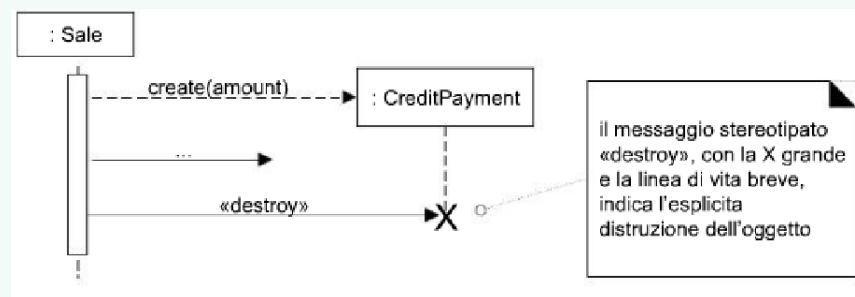 : Sale
create(amount)
: CreditPayment
...
«destroy»
X
il messaggio stereotipato
«destroy», con la X grande
e la linea di vita breve,
indica l'esplicita
distruzione dell'oggetto